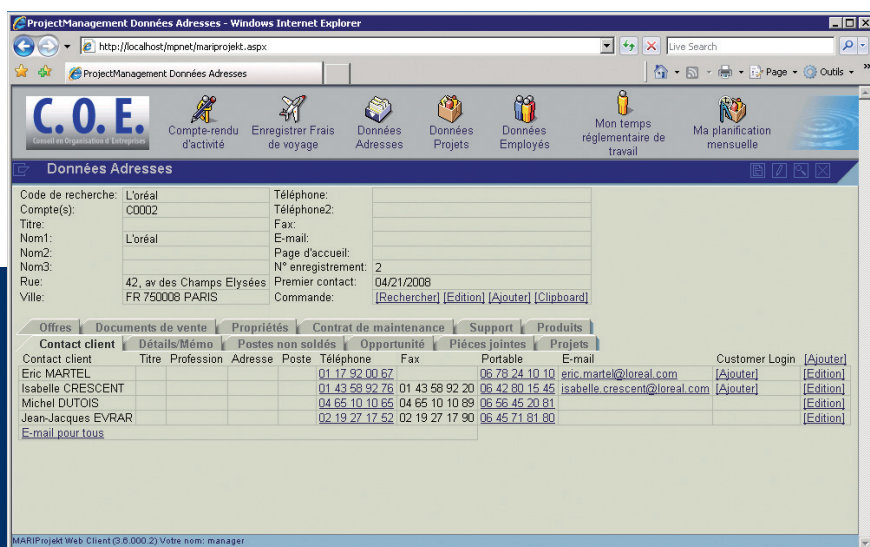 ProjectManagement Données Adresses - Windows Internet Explorer
http://localhost/mpnet/mariprojekt.aspx
Live Search
ProjectManagement Données Adresses
Page
Outils
C.O.E.
Conseil en Organisation d'Entreprises
Compte-rendu d'activité
Enregistrer Frais de voyage
Données Adresses
Données Projets
Données Employés
Mon temps réglementaire de travail
Ma planification mensuelle
Données Adresses
Code de recherche: L'oréal Téléphone:
Compte(s): C0002 Téléphone2:
Titre: Fax:
Nom1: L'oréal E-mail:
Nom2: Page d'accueil:
Nom3: N° enregistrement: 2
Rue: 42, av des Champs Elysées Premier contact: 04/21/2008
Ville: FR 750008 PARIS Commande: [Rechercher] [Edition] [Ajouter] [Clipboard]
Offres Documents de vente Propriétés Contrat de maintenance Support Produits
Contact client Détails/Mémo Postes non soldés Opportunité Piéces jointes Projets
Contact client Titre Profession Adresse Poste Téléphone Fax Portable E-mail Customer Login [Ajouter]
Eric MARTEL 01 17 92 00 67 06 78 24 10 10 eric.martel@loreal.com [Ajouter] [Edition]
Isabelle CRESCENT 01 43 58 92 76 01 43 58 92 20 06 42 80 15 45 isabelle.crescent@loreal.com [Ajouter] [Edition]
Michel DUTOIS 04 65 10 10 65 04 65 10 10 89 06 56 45 20 81 [Edition]
Jean-Jacques EVRAR 02 19 27 17 52 02 19 27 17 90 06 45 71 81 80 [Edition]
E-mail pour tous
MARIProjekt Web Client (3.6.000.2) Votre nom: manager